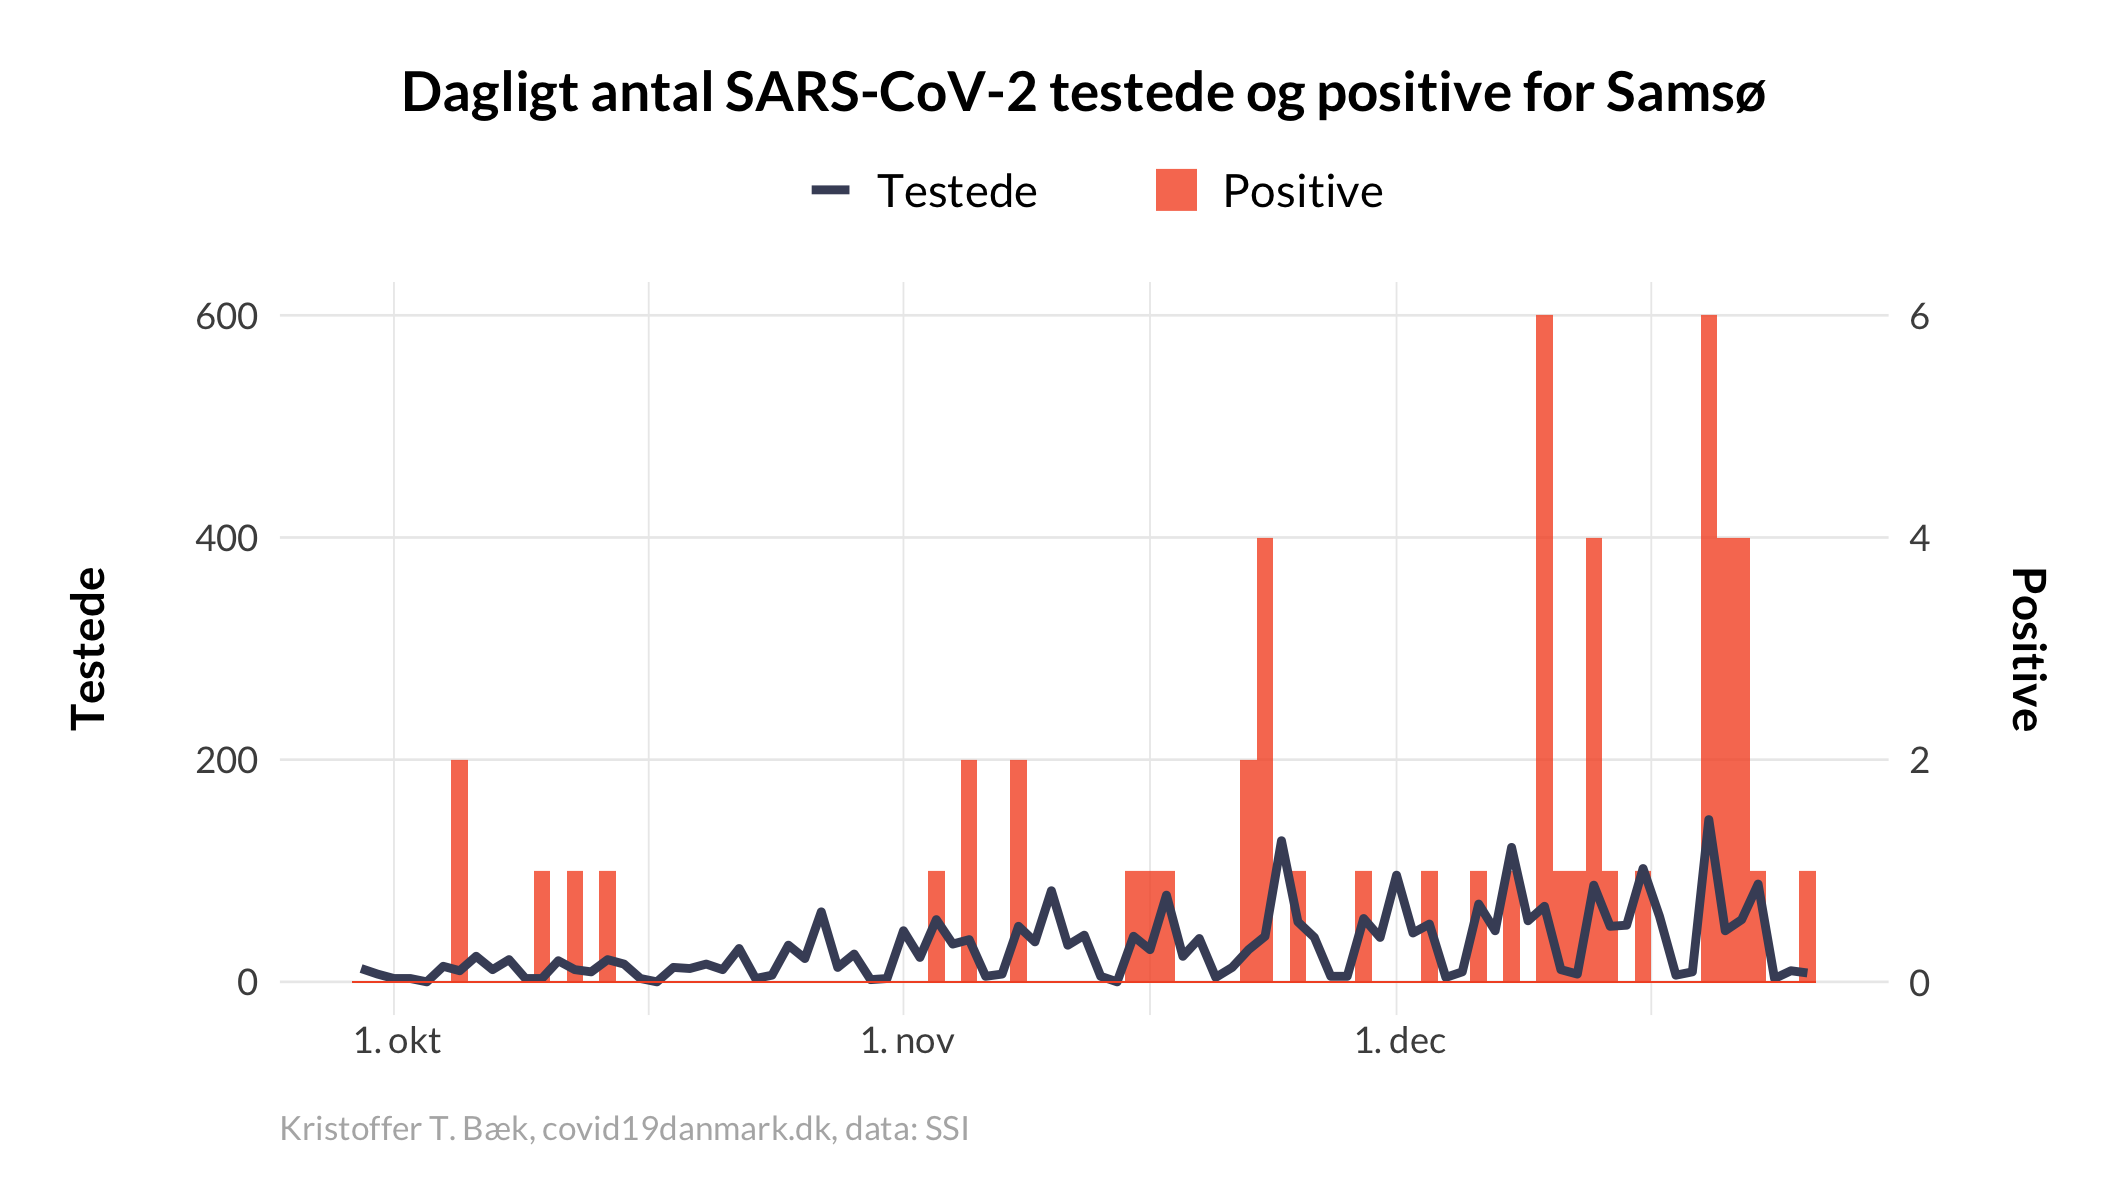 Dagligt antal SARS-CoV-2 testede og positive for Samsø
Testede
Positive
600
400
200
0
6
4
2
0
Testede
Positive
1. okt
1. nov
1. dec
Kristoffer T. Bæk, covid19danmark.dk, data: SSI